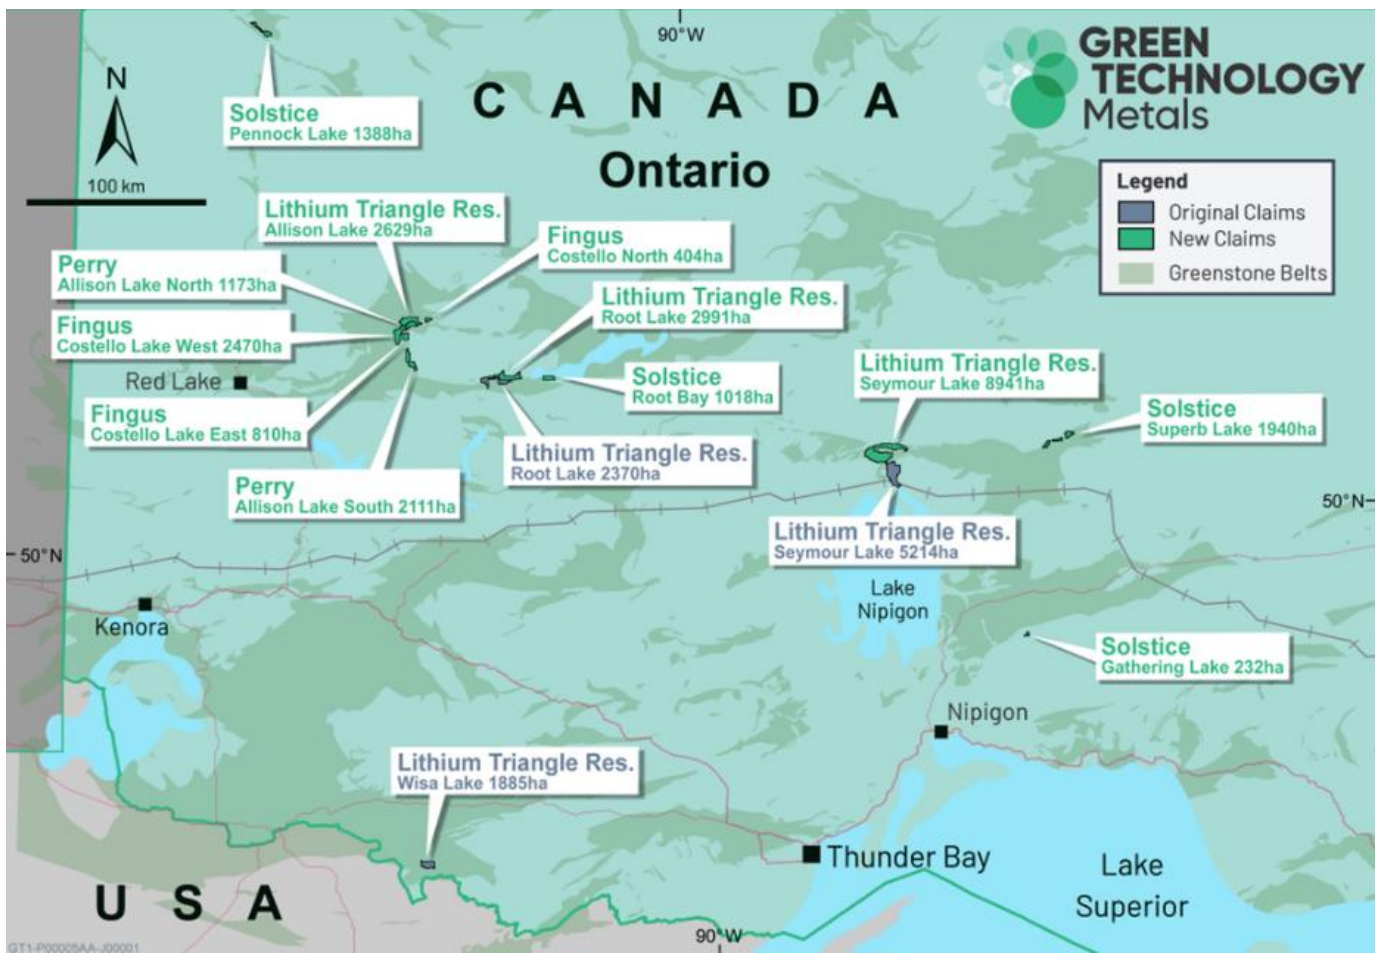 90°W
GREEN
TECHNOLOGY
Metals
N
100 km
CANADA
Ontario
Solstice
Pennock Lake 1388ha
Legend
Original Claims
New Claims
Greenstone Belts
Lithium Triangle Res.
Allison Lake 2629ha
Fingus
Costello North 404ha
Perry
Allison Lake North 1173ha
Lithium Triangle Res.
Root Lake 2991ha
Fingus
Costello Lake West 2470ha
Red Lake
Solstice
Root Bay 1018ha
Lithium Triangle Res.
Seymour Lake 8941ha
Fingus
Costello Lake East 810ha
Solstice
Superb Lake 1940ha
Lithium Triangle Res.
Root Lake 2370ha
Perry
Allison Lake South 2111ha
50°N
Lithium Triangle Res.
Seymour Lake 5214ha
50°N
Lake
Nipigon
Kenora
Solstice
Gathering Lake 232ha
Nipigon
Lithium Triangle Res.
Wisa Lake 1885ha
Thunder Bay
Lake
Superior
USA
90°W
GT1-P00005AA-J00001